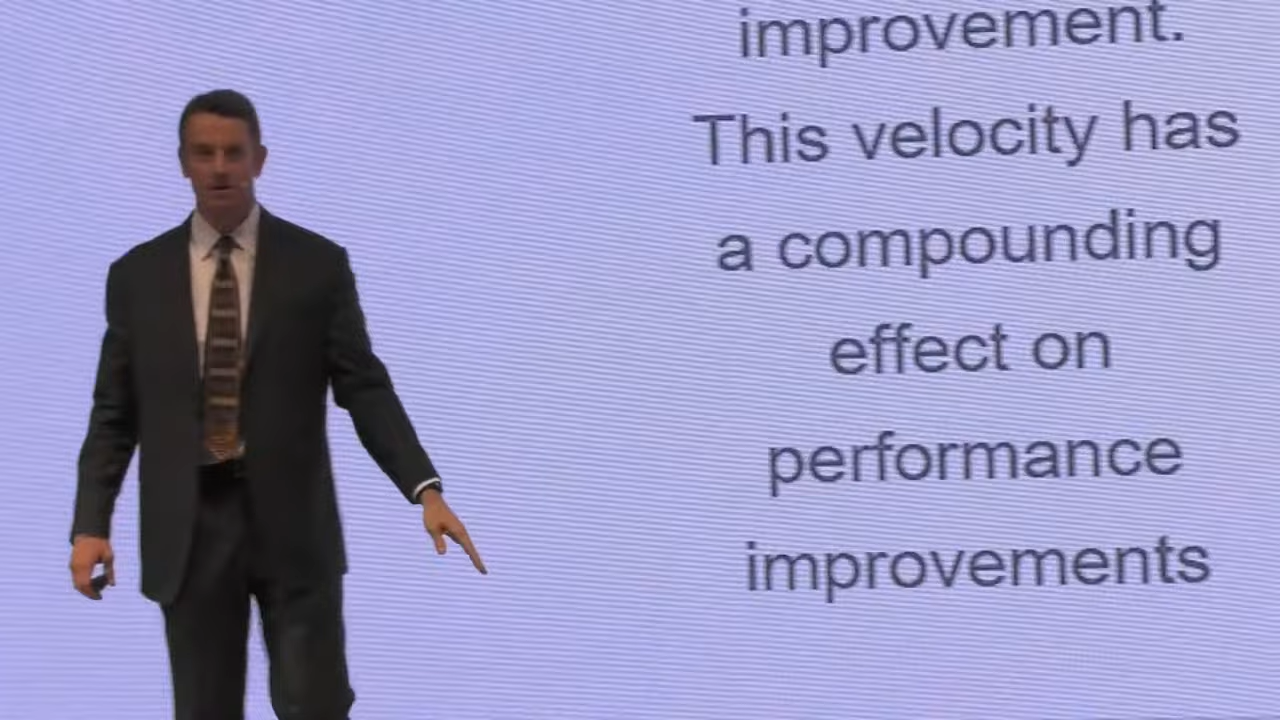 improvement.
This velocity has
a compounding
effect on
performance
improvements